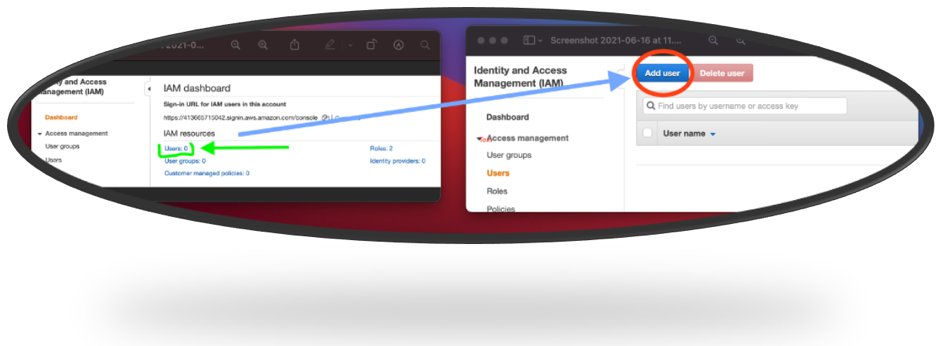 2021-0...
Identity and Access
Management (IAM)
Dashboard
Access management
User groups
Users
IAM dashboard
Sign-in URL for IAM users in this account
https://413665715042.signin.aws.amazon.com/console
IAM resources
Users: 0
Roles: 2
User groups: 0
Identity providers: 0
Customer managed policies: 0
Screenshot 2021-06-16 at 11....
Identity and Access
Management (IAM)
Dashboard
Access management
User groups
Users
Roles
Policies
Add user
Delete user
Find users by username or access key
User name